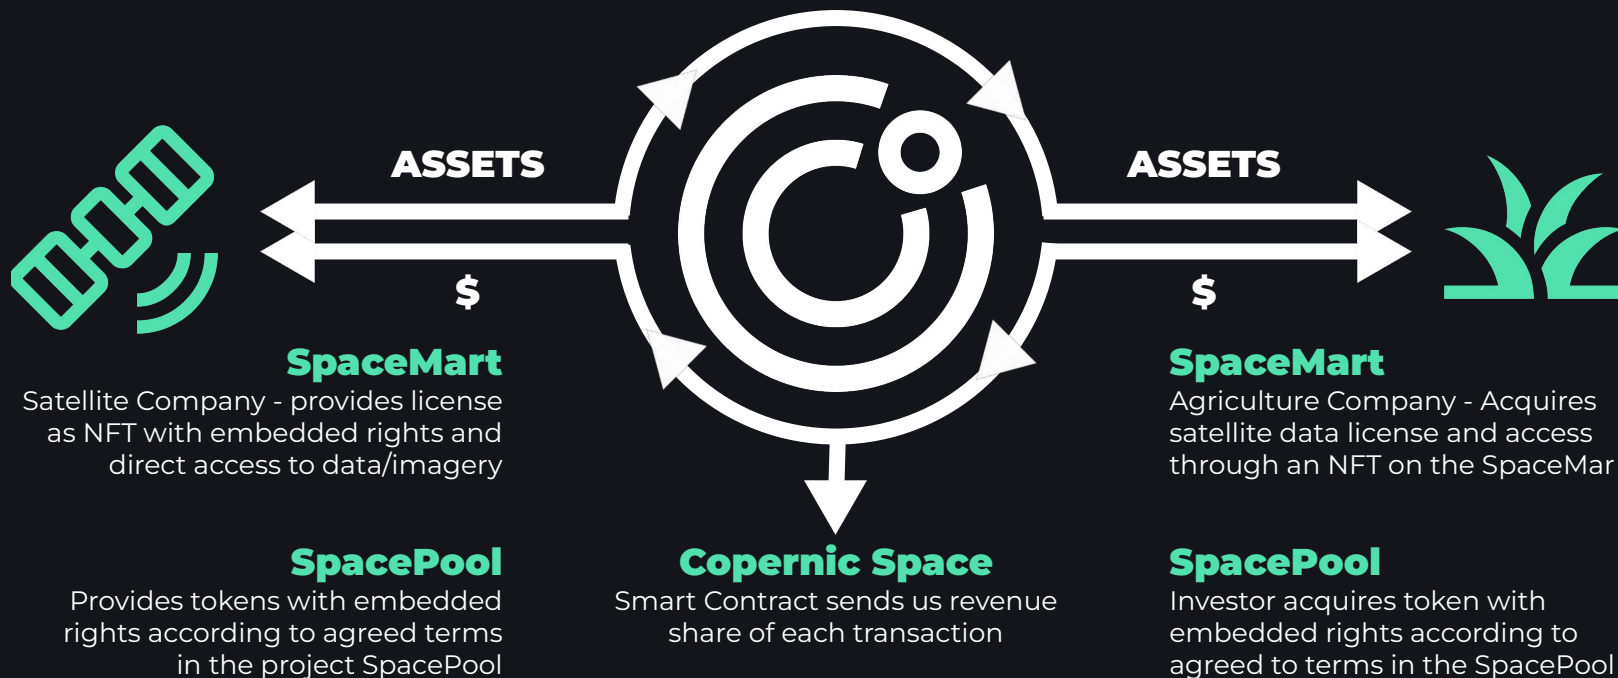 ASSETS
$
ASSETS
$
SpaceMart
Satellite Company - provides license
as NFT with embedded rights and
direct access to data/imagery
SpaceMart
Agriculture Company - Acquires
satellite data license and access
through an NFT on the SpaceMar
SpacePool
Provides tokens with embedded
rights according to agreed terms
in the project SpacePool
Copernic Space
Smart Contract sends us revenue
share of each transaction
SpacePool
Investor acquires token with
embedded rights according to
agreed to terms in the SpacePool